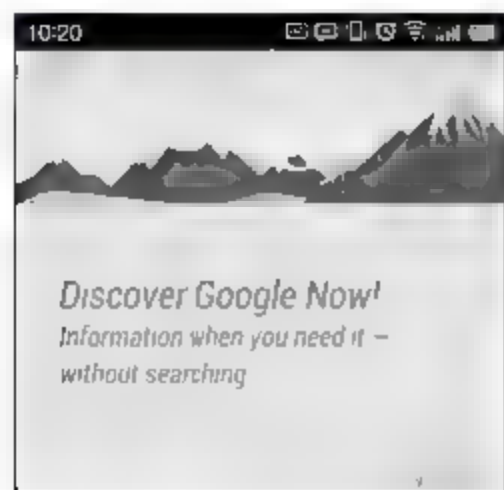 10:20
Discover Google Now!
Information when you need it –
without searching